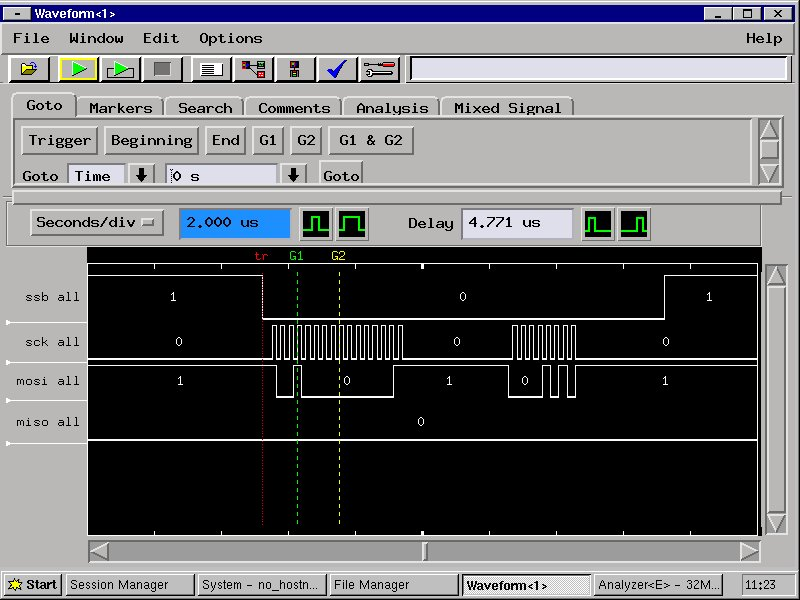 Waveform<1>
File Window Edit Options Help
Goto Markers Search Comments Analysis Mixed Signal
Trigger Beginning End G1 G2 G1 & G2
Goto Time 0 s Goto
Seconds/div 2.000 us Delay 4.771 us
tr G1 G2
ssb all 1 0 1
sck all 0 0 0
mosi all 1 0 1 0 1
miso all 0
Start Session Manager System - no_hostn... File Manager Waveform<1> Analyzer<E> - 32M... 11:23